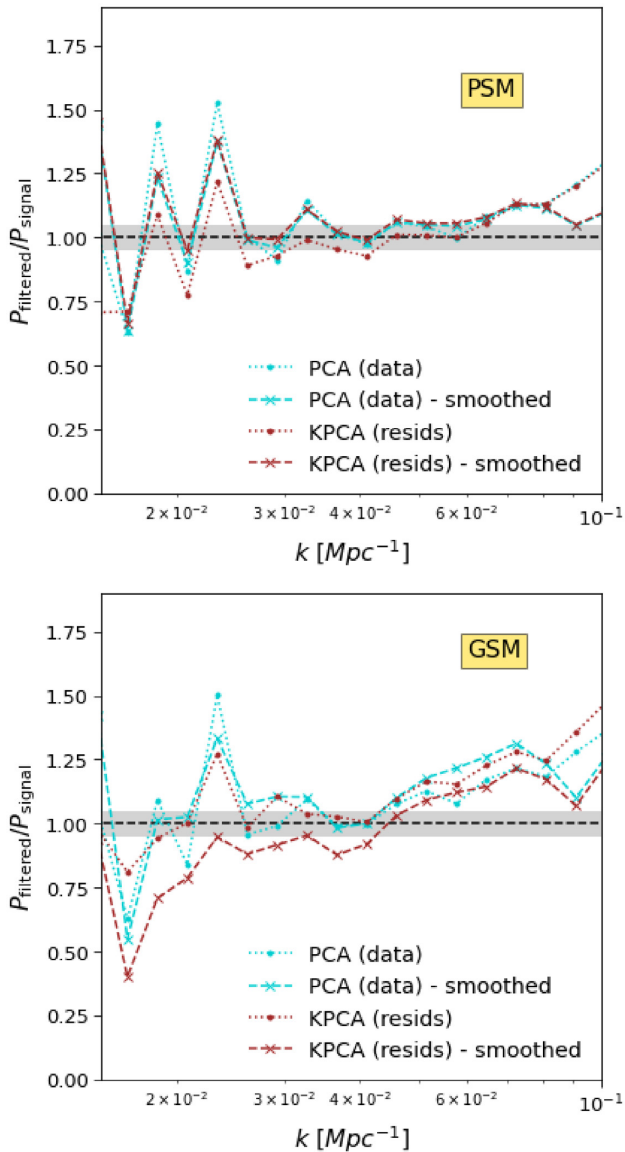 PSM
1.75
1.50
1.25
1.00
0.75
0.50
0.25
0.00
P_filtered/P_signal
PCA (data)
PCA (data) - smoothed
KPCA (resids)
KPCA (resids) - smoothed
2 × 10⁻² 3 × 10⁻² 4 × 10⁻² 6 × 10⁻² 10⁻¹
k [Mpc⁻¹]
GSM
1.75
1.50
1.25
1.00
0.75
0.50
0.25
0.00
P_filtered/P_signal
PCA (data)
PCA (data) - smoothed
KPCA (resids)
KPCA (resids) - smoothed
2 × 10⁻² 3 × 10⁻² 4 × 10⁻² 6 × 10⁻² 10⁻¹
k [Mpc⁻¹]